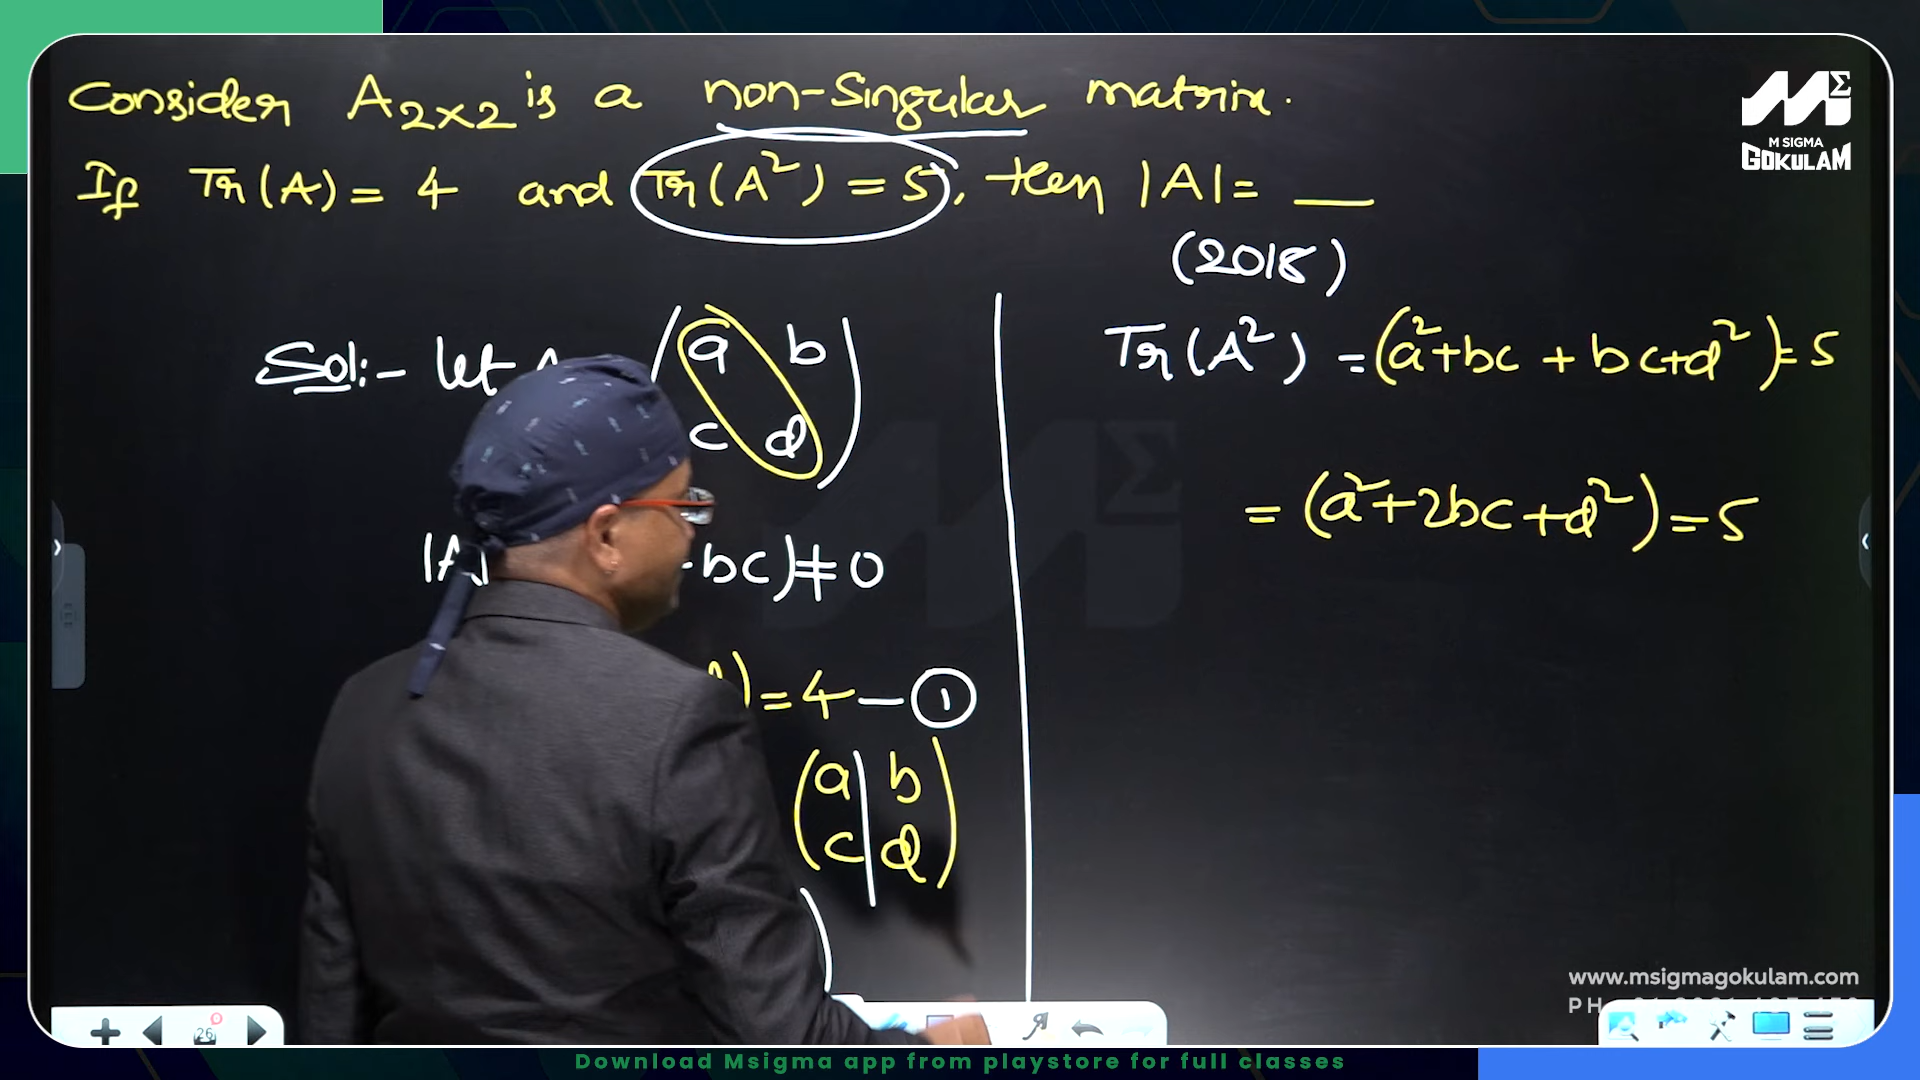 Consider A₂ₓ₂ is a non-Singular matrix.
If Tr(A) = 4 and Tr(A²) = 5, then |A| = __
(2018)
Sol:- let
(a b
c d)
|A| - bc) ≠ 0
) = 4 - ①
(a b
c d)
Tr(A²) = (a²+bc + bc+d²) = 5
= (a²+2bc+d²) = 5
M Σ
M SIGMA
GOKULAM
www.msigmagokulam.com
PH
26
Download Msigma app from playstore for full classes